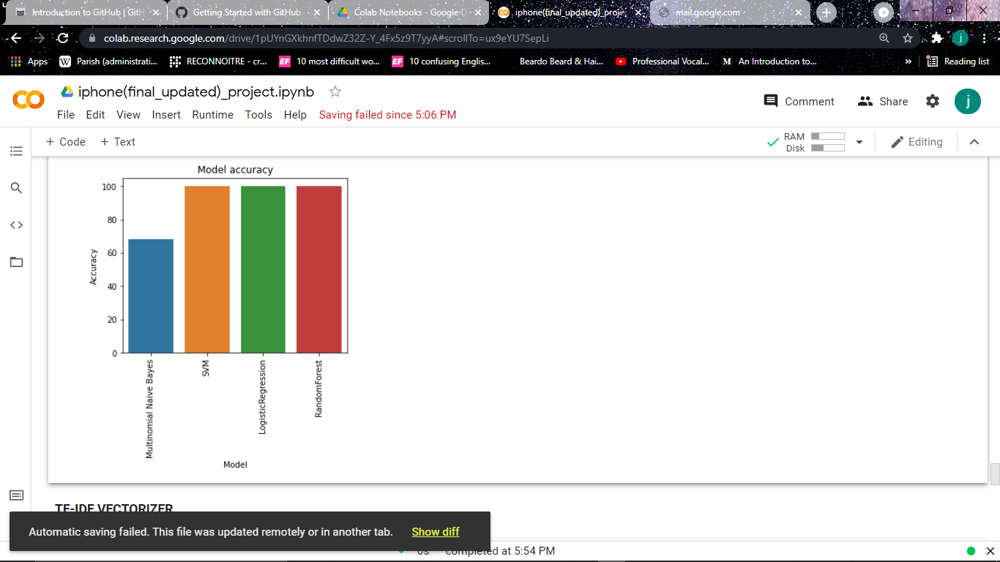 Introduction to GitHub | GitH
Getting Started with GitHub
Colab Notebooks - Google D
iphone(final_updated)_proje
mail.google.com
colab.research.google.com/drive/1pUYnGXkhnfTDdwZ32Z-Y_4Fx5z9T7yyA#scrollTo=ux9eYU7SepLi
j
Apps
W Parish (administrati...
RECONNOITRE - cr...
EF 10 most difficult wo...
EF 10 confusing Englis...
Beardo Beard & Hai...
Professional Vocal...
M An Introduction to...
»
Reading list
iphone(final_updated)_project.ipynb
Comment
Share
j
File Edit View Insert Runtime Tools Help Saving failed since 5:06 PM
+ Code + Text
RAM
Disk
Editing
Model accuracy
Accuracy
100
80
60
40
20
0
Multinomial Naive Bayes
SVM
LogisticRegression
RandomForest
Model
TF-IDF VECTORIZER
Automatic saving failed. This file was updated remotely or in another tab. Show diff
0s completed at 5:54 PM